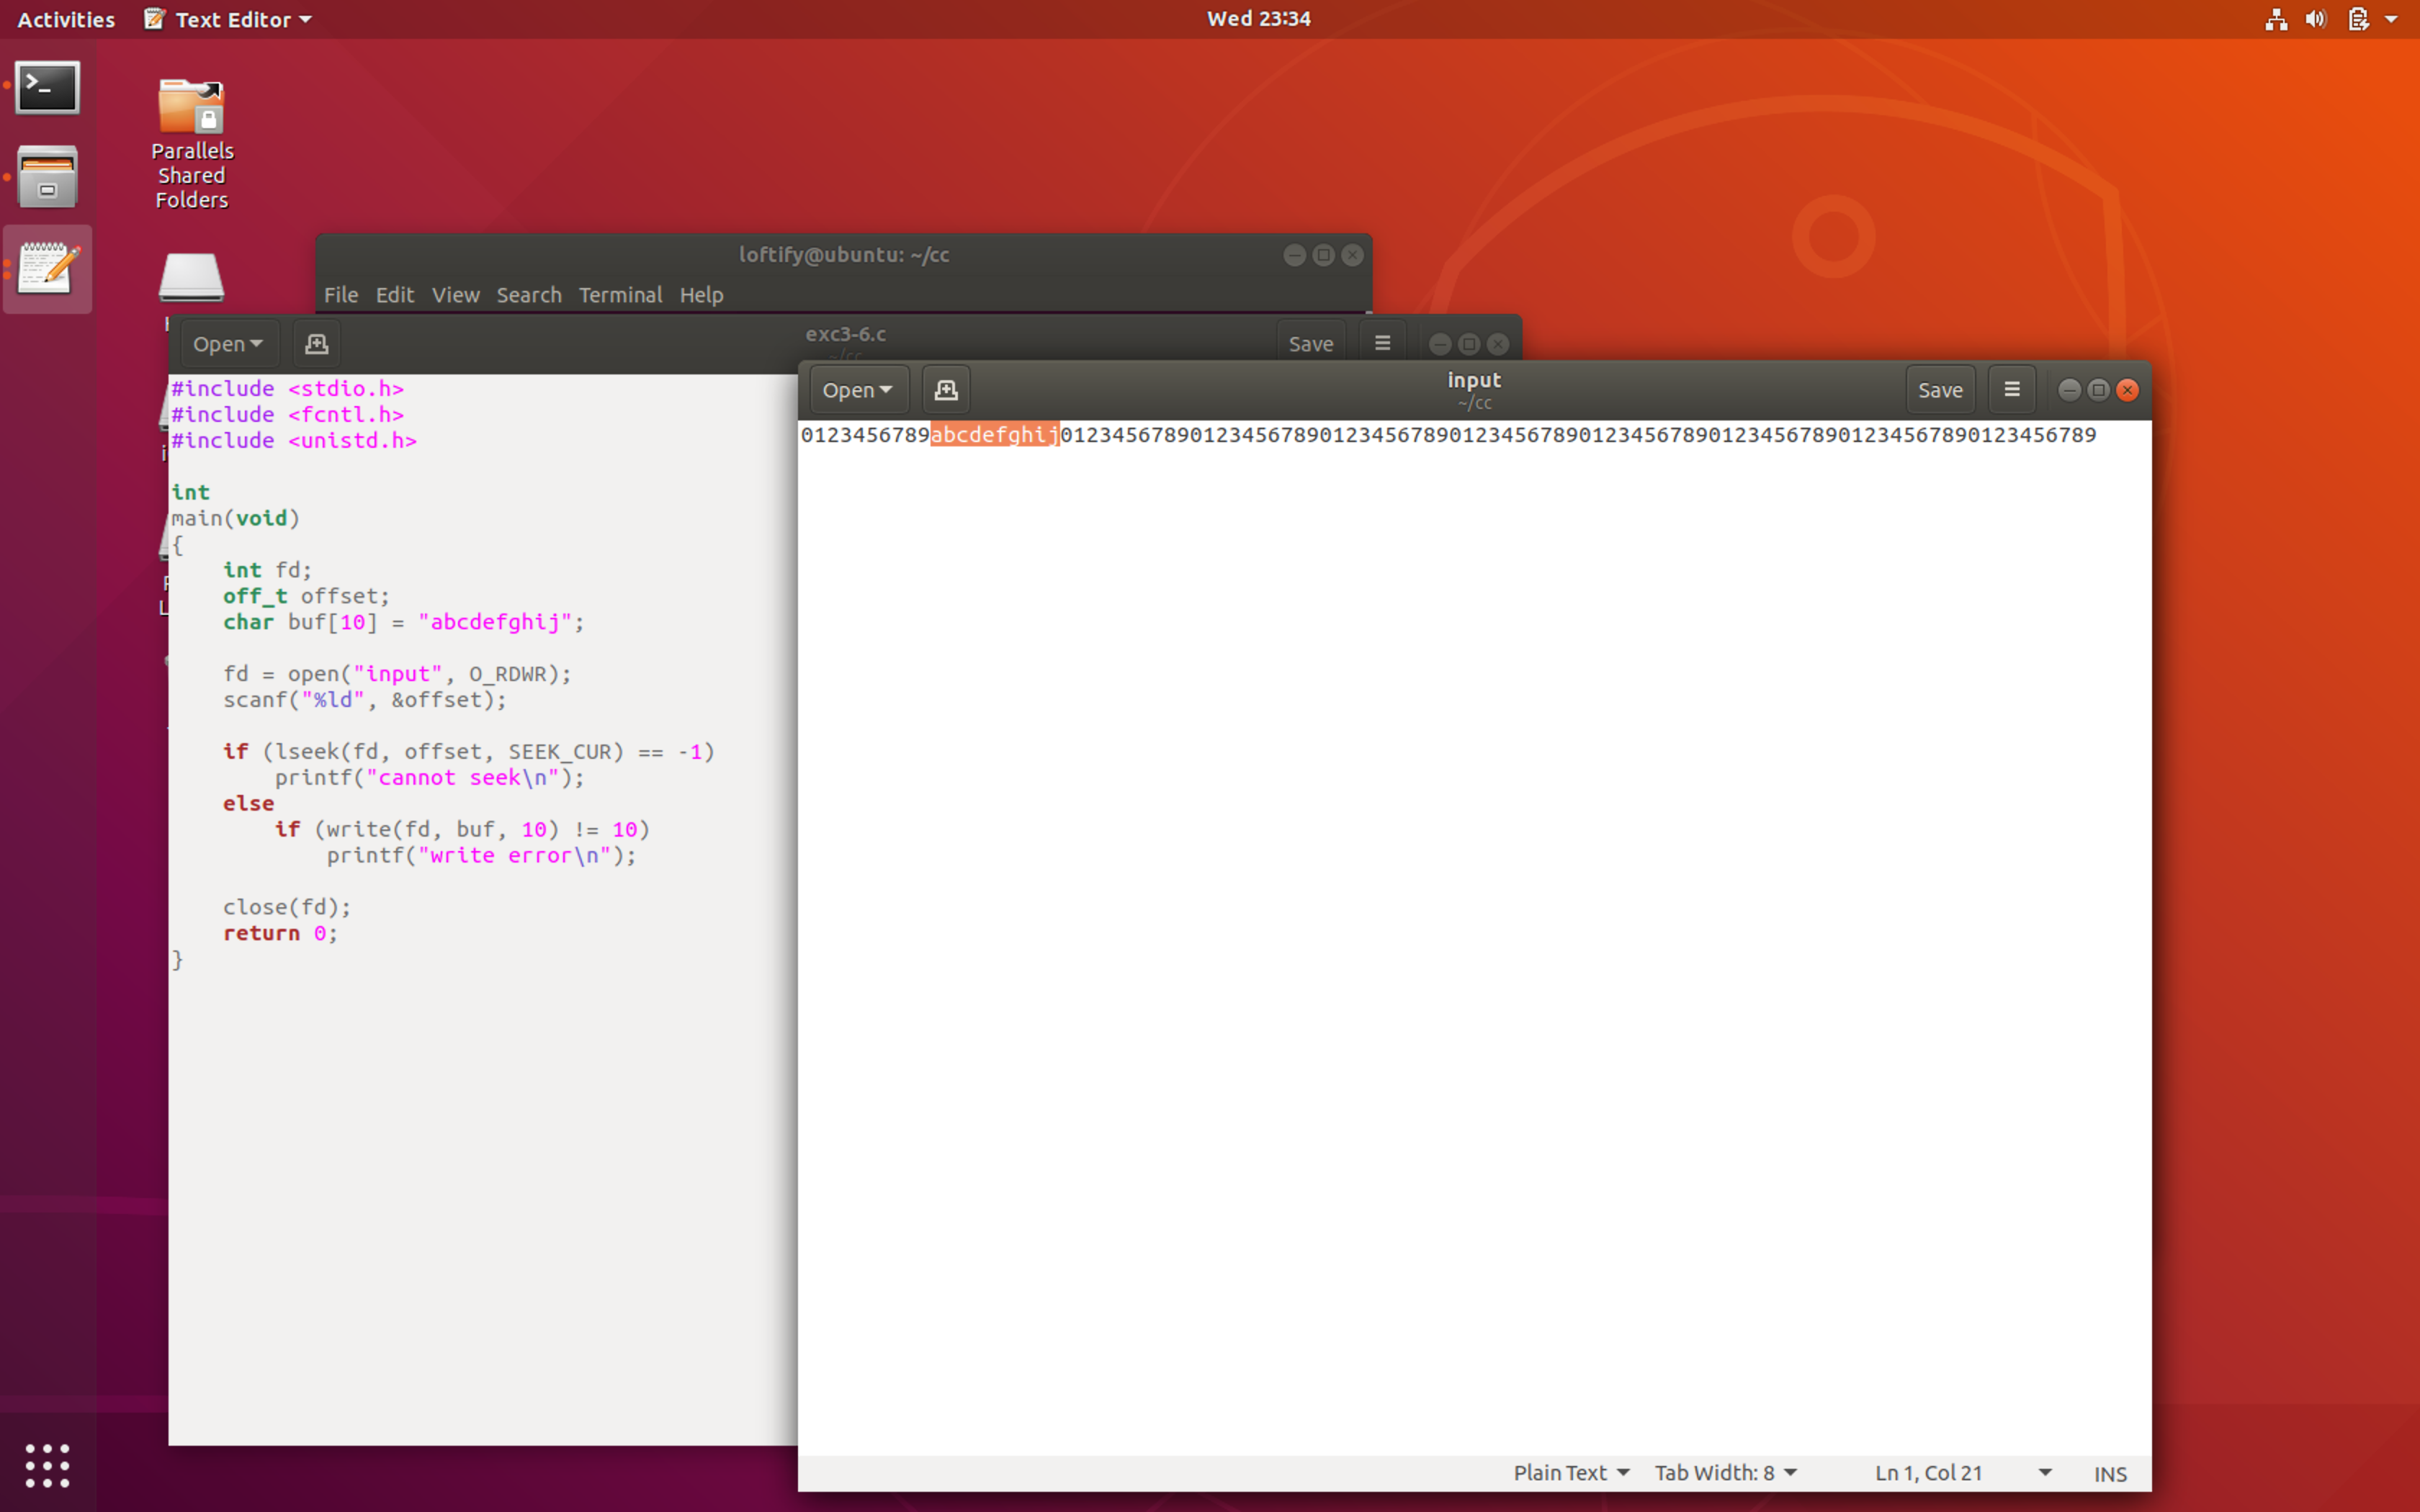 Activities Text Editor Wed 23:34
Parallels
Shared
Folders
loftify@ubuntu: ~/cc
File Edit View Search Terminal Help
Open exc3-6.c Save
~/cc
#include <stdio.h>
#include <fcntl.h>
#include <unistd.h>
int
main(void)
{
    int fd;
    off_t offset;
    char buf[10] = "abcdefghij";
    fd = open("input", O_RDWR);
    scanf("%ld", &offset);
    if (lseek(fd, offset, SEEK_CUR) == -1)
        printf("cannot seek\n");
    else
        if (write(fd, buf, 10) != 10)
            printf("write error\n");
    close(fd);
    return 0;
}
Open input Save
~/cc
0123456789abcdefghij01234567890123456789012345678901234567890123456789012345678901234567890123456789
Plain Text Tab Width: 8 Ln 1, Col 21 INS